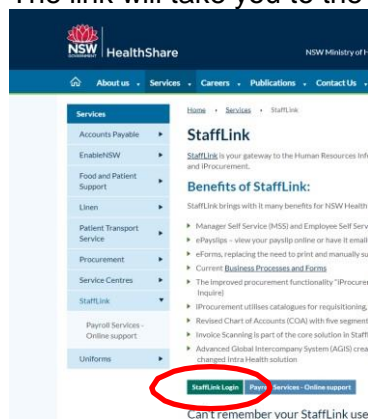 The link will take you to the
NSW HealthShare
NSW Ministry of H
About us Services Careers Publications Contact Us
Services
Accounts Payable
EnableNSW
Food and Patient
Support
Linen
Patient Transport
Service
Procurement
Service Centres
StaffLink
Payroll Services -
Online support
Uniforms
Home • Services • StaffLink
StaffLink
StaffLink is your gateway to the Human Resources Inf
and iProcurement.
Benefits of StaffLink:
StaffLink brings with it many benefits for NSW Health
Manager Self Service (MSS) and Employee Self Serv
ePayslips – view your payslip online or have it email
eForms, replacing the need to print and manually su
Current Business Processes and Forms
The improved procurement functionality "iProcurem
Inquire)
iProcurement utilises catalogues for requisitioning,
Revised Chart of Accounts (COA) with five segment
Invoice Scanning is part of the core solution in Staff
Advanced Global Intercompany System (AGIS) crea
changed intra Health solution
StaffLink Login Payroll Services - Online support
Can't remember your StaffLink use